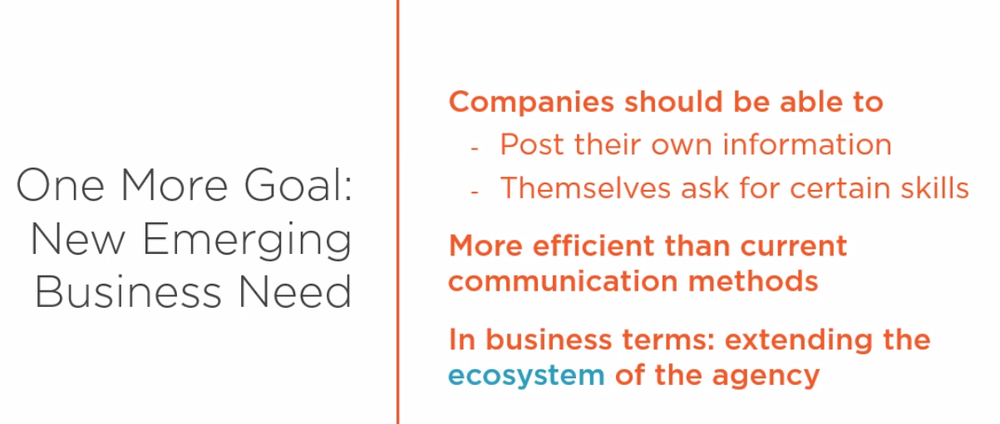 One More Goal:
New Emerging
Business Need
Companies should be able to
- Post their own information
- Themselves ask for certain skills
More efficient than current
communication methods
In business terms: extending the
ecosystem of the agency